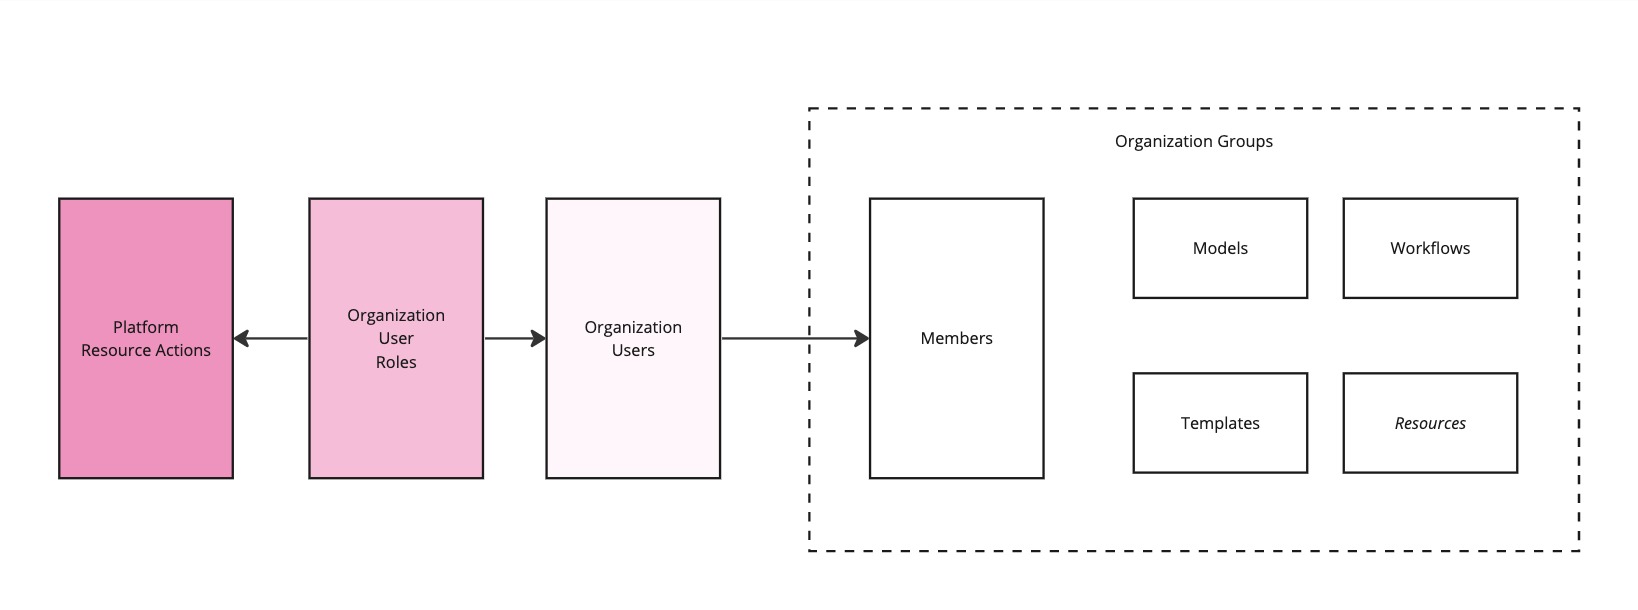 Organization Groups
Platform
Resource Actions
Organization
User
Roles
Organization
Users
Members
Models
Workflows
Templates
Resources